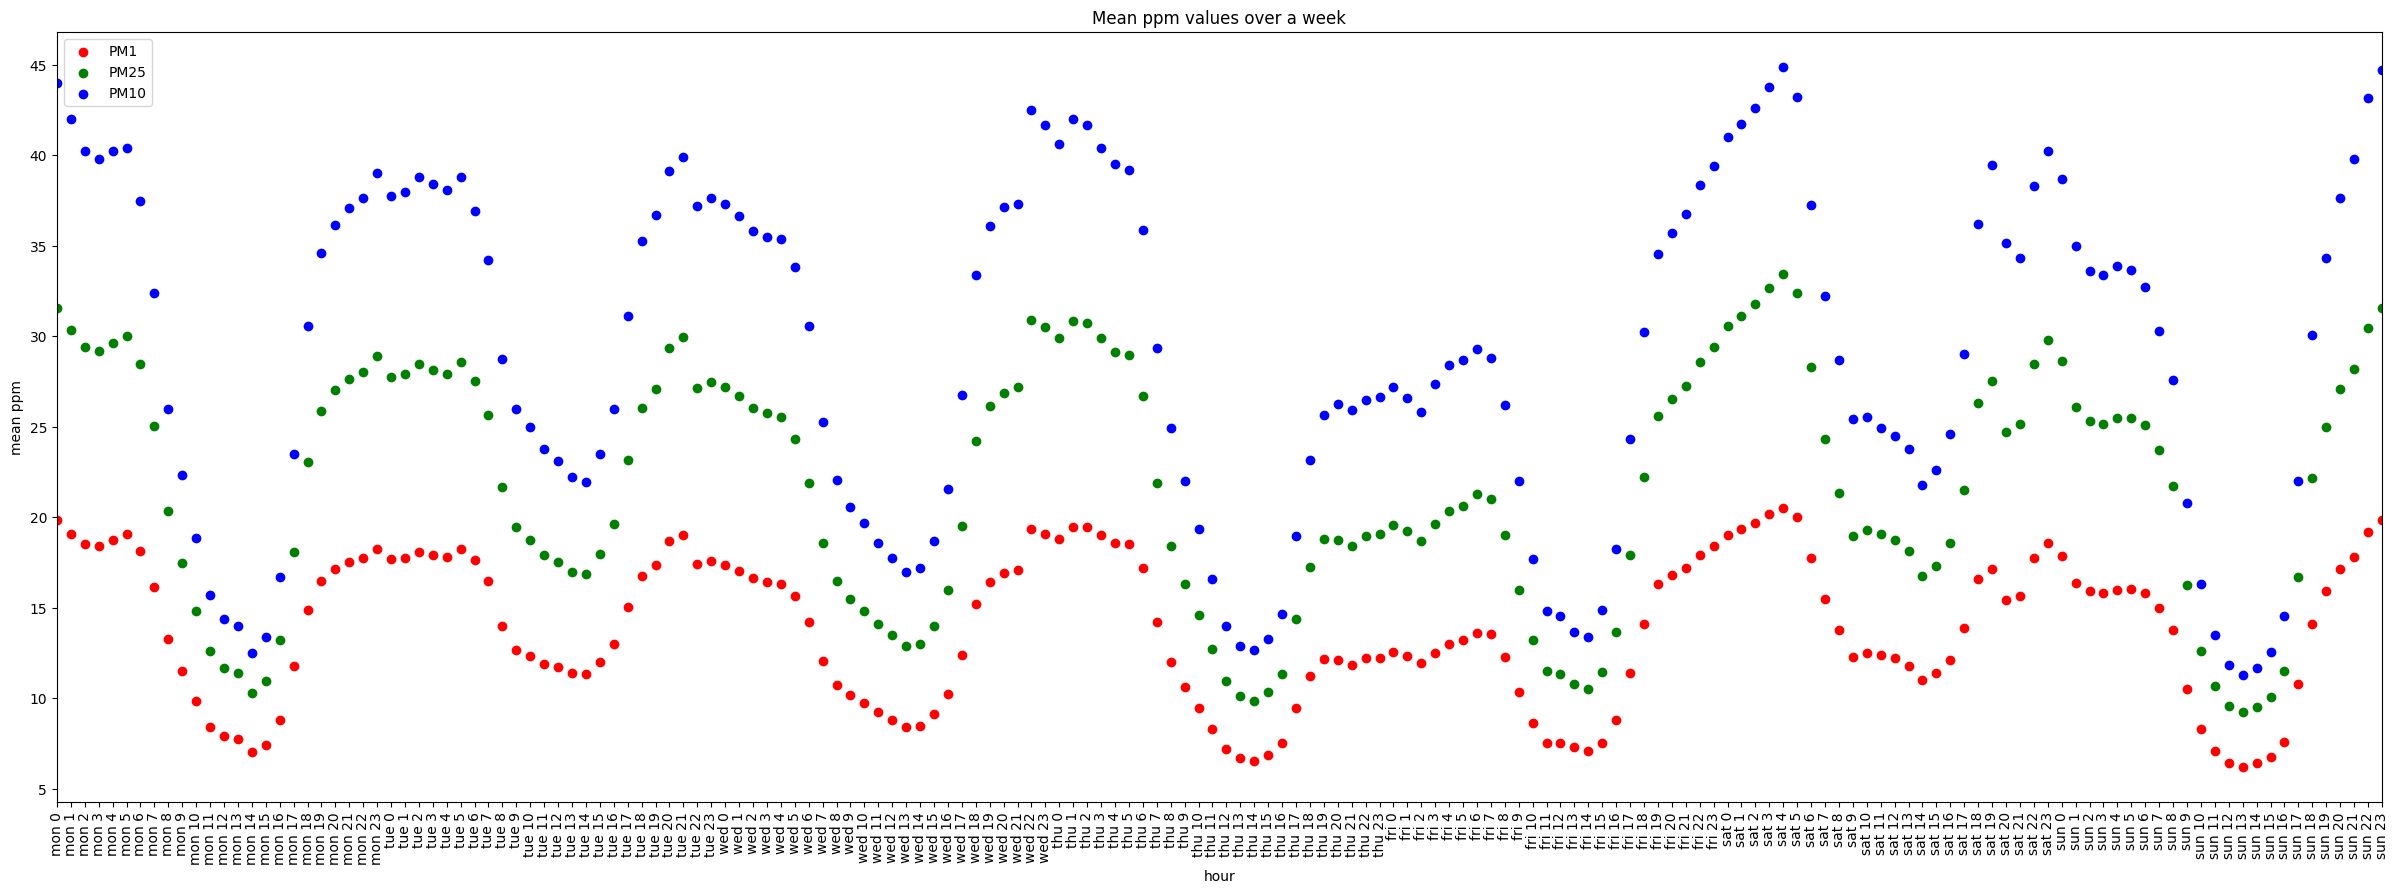 Mean ppm values over a week
PM1
PM25
PM10
45
40
35
30
25
20
15
10
5
mean ppm
mon 0
mon 1
mon 2
mon 3
mon 4
mon 5
mon 6
mon 7
mon 8
mon 9
mon 10
mon 11
mon 12
mon 13
mon 14
mon 15
mon 16
mon 17
mon 18
mon 19
mon 20
mon 21
mon 22
mon 23
tue 0
tue 1
tue 2
tue 3
tue 4
tue 5
tue 6
tue 7
tue 8
tue 9
tue 10
tue 11
tue 12
tue 13
tue 14
tue 15
tue 16
tue 17
tue 18
tue 19
tue 20
tue 21
tue 22
tue 23
wed 0
wed 1
wed 2
wed 3
wed 4
wed 5
wed 6
wed 7
wed 8
wed 9
wed 10
wed 11
wed 12
wed 13
wed 14
wed 15
wed 16
wed 17
wed 18
wed 19
wed 20
wed 21
wed 22
wed 23
thu 0
thu 1
thu 2
thu 3
thu 4
thu 5
thu 6
thu 7
thu 8
thu 9
thu 10
thu 11
thu 12
thu 13
thu 14
thu 15
thu 16
thu 17
thu 18
thu 19
thu 20
thu 21
thu 22
thu 23
fri 0
fri 1
fri 2
fri 3
fri 4
fri 5
fri 6
fri 7
fri 8
fri 9
fri 10
fri 11
fri 12
fri 13
fri 14
fri 15
fri 16
fri 17
fri 18
fri 19
fri 20
fri 21
fri 22
fri 23
sat 0
sat 1
sat 2
sat 3
sat 4
sat 5
sat 6
sat 7
sat 8
sat 9
sat 10
sat 11
sat 12
sat 13
sat 14
sat 15
sat 16
sat 17
sat 18
sat 19
sat 20
sat 21
sat 22
sat 23
sun 0
sun 1
sun 2
sun 3
sun 4
sun 5
sun 6
sun 7
sun 8
sun 9
sun 10
sun 11
sun 12
sun 13
sun 14
sun 15
sun 16
sun 17
sun 18
sun 19
sun 20
sun 21
sun 22
sun 23
hour